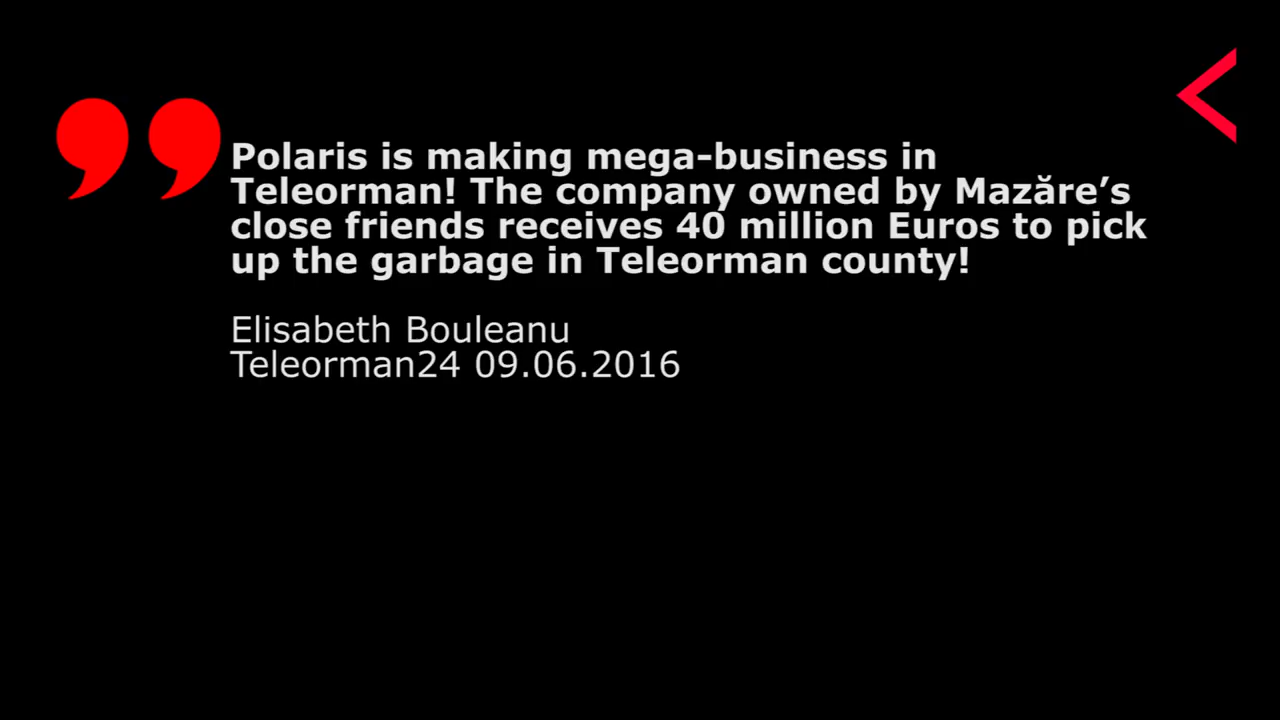 Polaris is making mega-business in
Teleorman! The company owned by Mazăre’s
close friends receives 40 million Euros to pick
up the garbage in Teleorman county!
Elisabeth Bouleanu
Teleorman24 09.06.2016